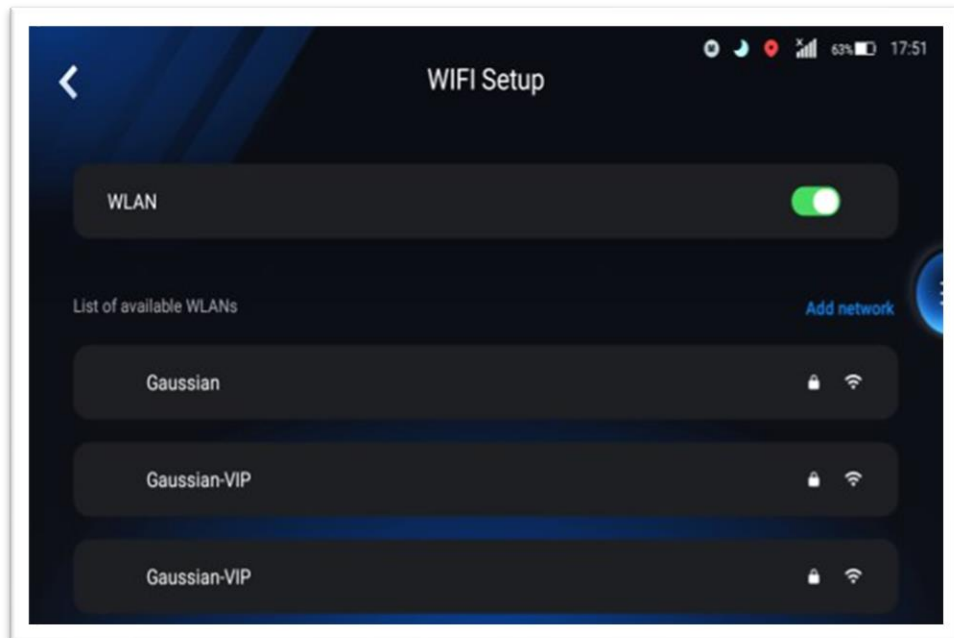 63% 17:51
WIFI Setup
WLAN
List of available WLANs
Add network
Gaussian
Gaussian-VIP
Gaussian-VIP